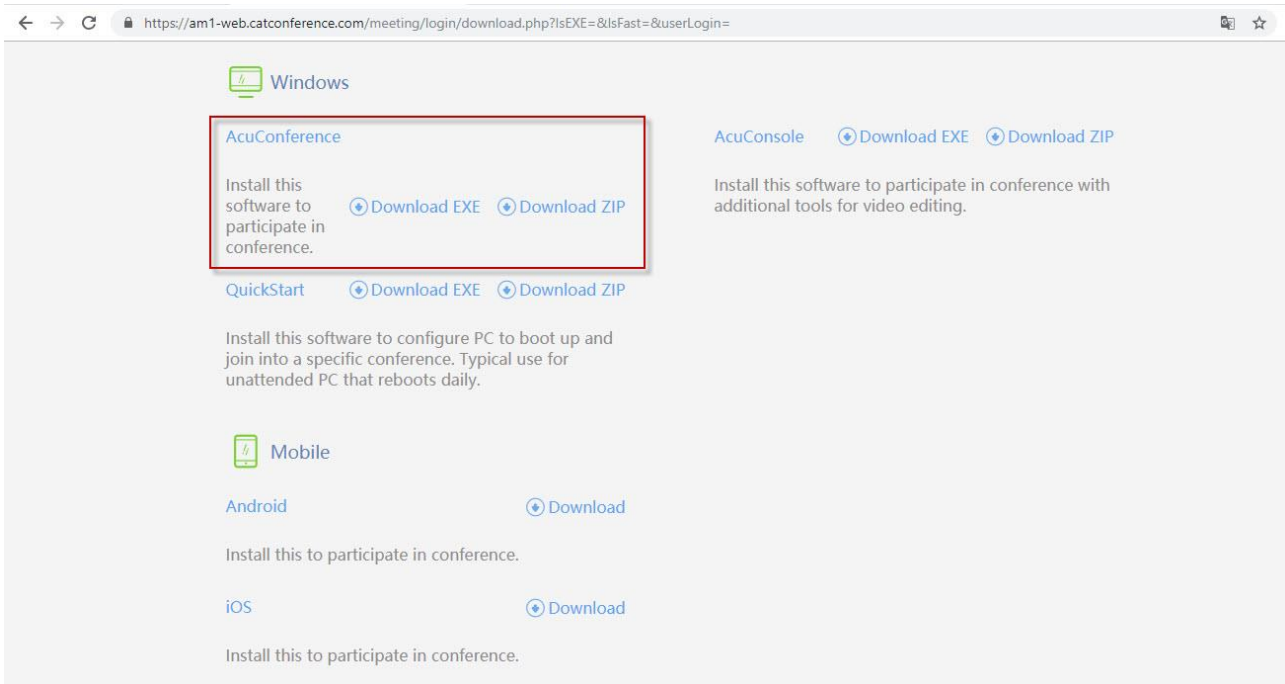 https://am1-web.catconference.com/meeting/login/download.php?IsEXE=&IsFast=&userLogin=
Windows
AcuConference
Install this
software to
participate in
conference.
Download EXE Download ZIP
AcuConsole Download EXE Download ZIP
Install this software to participate in conference with
additional tools for video editing.
QuickStart Download EXE Download ZIP
Install this software to configure PC to boot up and
join into a specific conference. Typical use for
unattended PC that reboots daily.
Mobile
Android Download
Install this to participate in conference.
iOS Download
Install this to participate in conference.